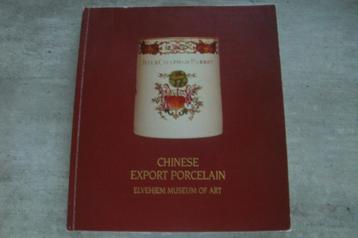 CHINESE
EXPORT PORCELAIN
ELVEHJEM MUSEUM OF ART